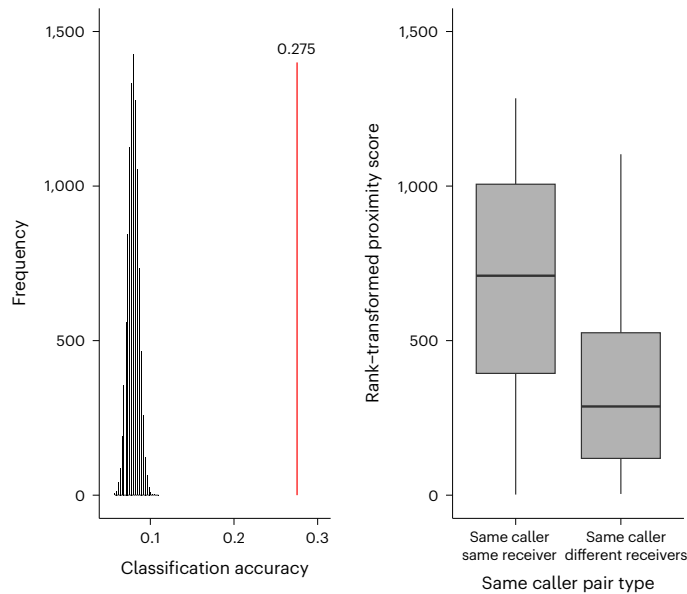 1,500
1,000
500
0
Frequency
0.275
0.1
0.2
0.3
Classification accuracy
1,500
1,000
500
0
Rank-transformed proximity score
Same caller
same receiver
Same caller
different receivers
Same caller pair type